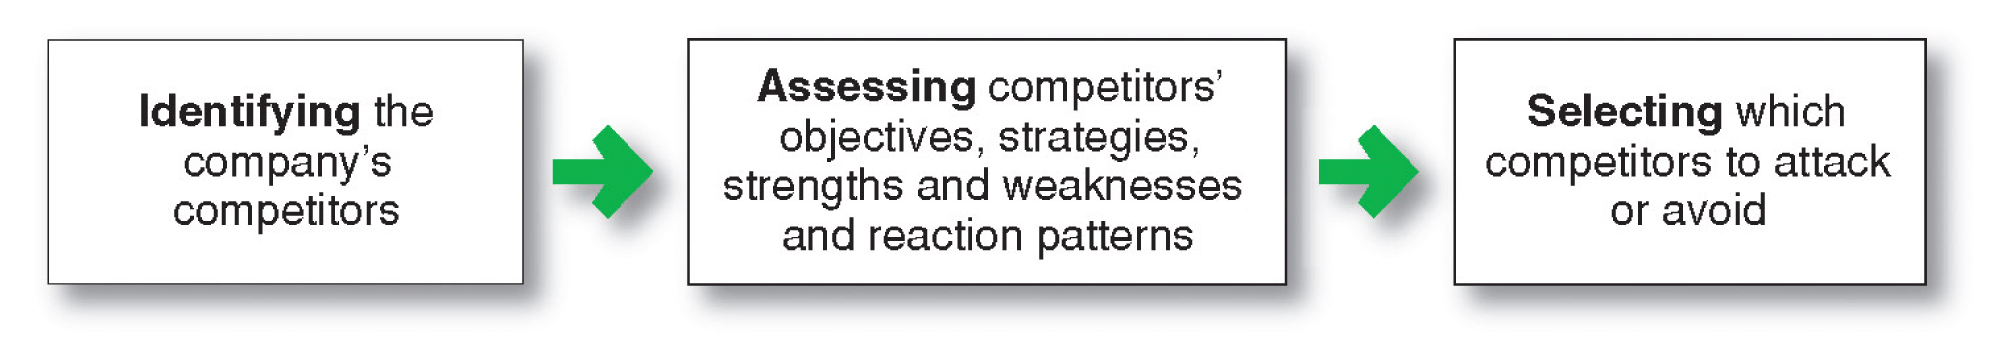 Identifying the
company’s
competitors
Assessing competitors’
objectives, strategies,
strengths and weaknesses
and reaction patterns
Selecting which
competitors to attack
or avoid